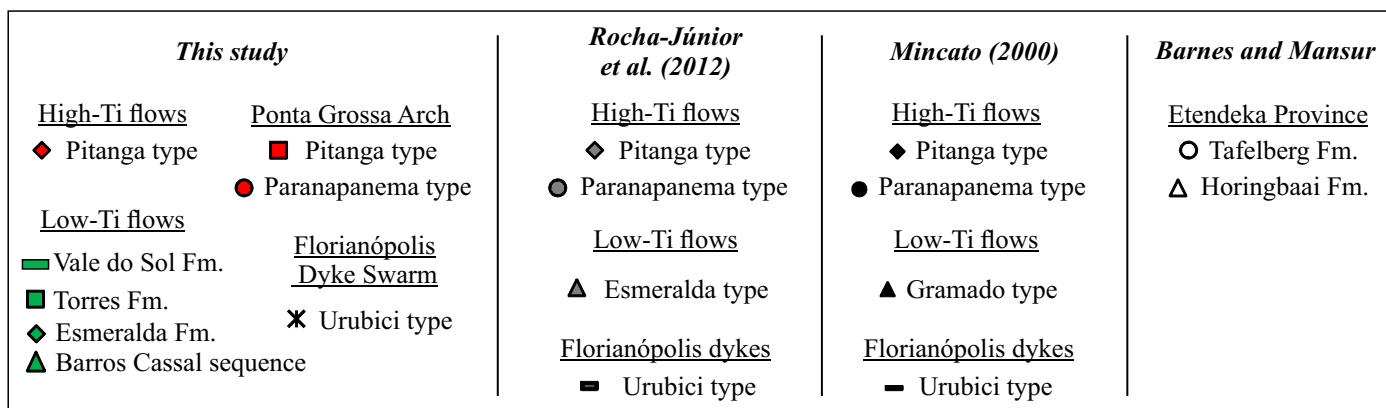 This study
High-Ti flows
Pitanga type
Low-Ti flows
Vale do Sol Fm.
Torres Fm.
Esmeralda Fm.
Barros Cassal sequence
Ponta Grossa Arch
Pitanga type
Paranapanema type
Florianópolis
Dyke Swarm
Urubici type
Rocha-Júnior
et al. (2012)
High-Ti flows
Pitanga type
Paranapanema type
Low-Ti flows
Esmeralda type
Florianópolis dykes
Urubici type
Mincato (2000)
High-Ti flows
Pitanga type
Paranapanema type
Low-Ti flows
Gramado type
Florianópolis dykes
Urubici type
Barnes and Mansur
Etendeka Province
Tafelberg Fm.
Horingbaai Fm.